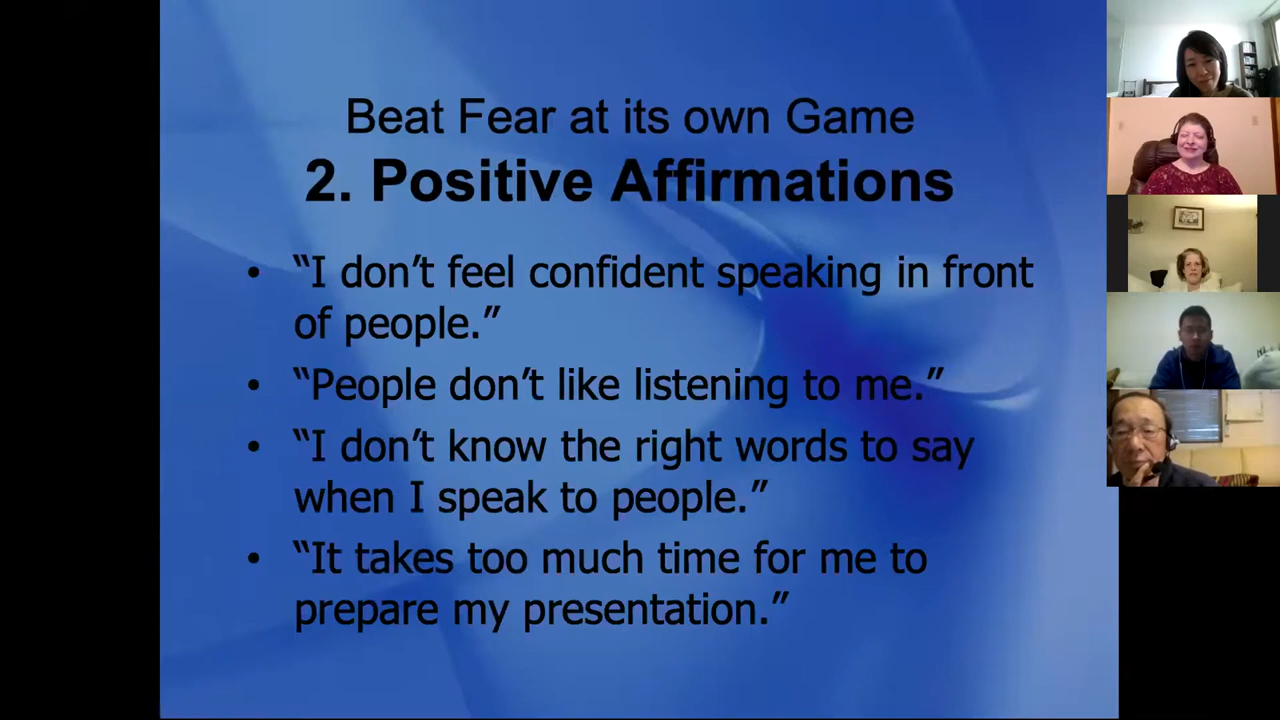 Beat Fear at its own Game
2. Positive Affirmations
• “I don’t feel confident speaking in front
of people.”
• “People don’t like listening to me.”
• “I don’t know the right words to say
when I speak to people.”
• “It takes too much time for me to
prepare my presentation.”